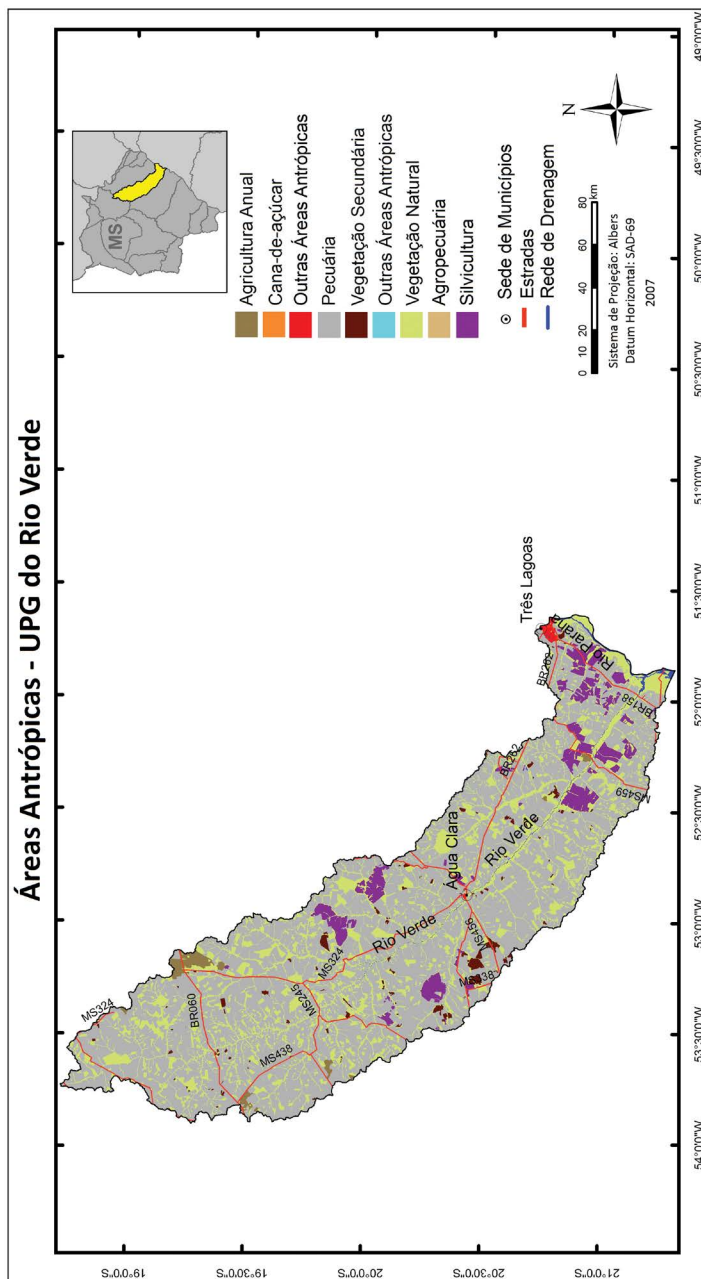 Áreas Antrópicas - UPG do Rio Verde
MS
Agricultura Anual
Cana-de-açúcar
Outras Áreas Antrópicas
Pecuária
Vegetação Secundária
Outras Áreas Antrópicas
Vegetação Natural
Agropecuária
Silvicultura
Sede de Municípios
Estradas
Rede de Drenagem
N
0 20 40 60 80
km
Sistema de Projeção: Albers
Datum Horizontal: SAD-69
2007
MS324
BR060
MS438
MS245
MS324
Rio Verde
Água Clara
MS456
MS438
BR262
Rio Verde
MS459
Três Lagoas
BR262
Rio Paraná
BR158
19°0'0"S
19°30'0"S
20°0'0"S
20°30'0"S
21°0'0"S
54°0'0"W
53°30'0"W
53°0'0"W
52°30'0"W
52°0'0"W
51°30'0"W
51°0'0"W
50°30'0"W
50°0'0"W
49°30'0"W
49°0'0"W